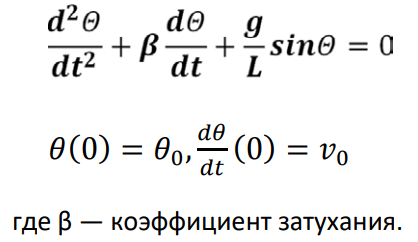 d²Θ/dt² + β dΘ/dt + g/L sinΘ = 0
θ(0) = θ₀, dθ/dt (0) = v₀
где β — коэффициент затухания.